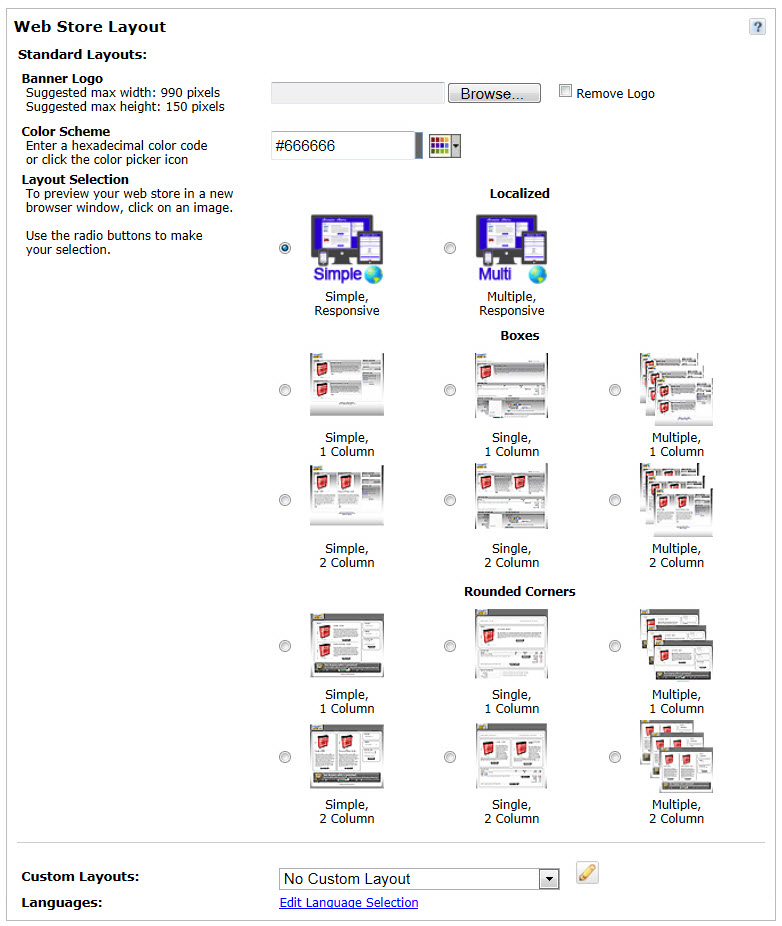 Web Store Layout
?
Standard Layouts:
Banner Logo
Suggested max width: 990 pixels
Suggested max height: 150 pixels
Browse...
Remove Logo
Color Scheme
Enter a hexadecimal color code
or click the color picker icon
#666666
Layout Selection
To preview your web store in a new
browser window, click on an image.
Use the radio buttons to make
your selection.
Localized
Simple
Multi
Simple,
Responsive
Multiple,
Responsive
Boxes
Simple,
1 Column
Single,
1 Column
Multiple,
1 Column
Simple,
2 Column
Single,
2 Column
Multiple,
2 Column
Rounded Corners
Simple,
1 Column
Single,
1 Column
Multiple,
1 Column
Simple,
2 Column
Single,
2 Column
Multiple,
2 Column
Custom Layouts:
No Custom Layout
Languages:
Edit Language Selection